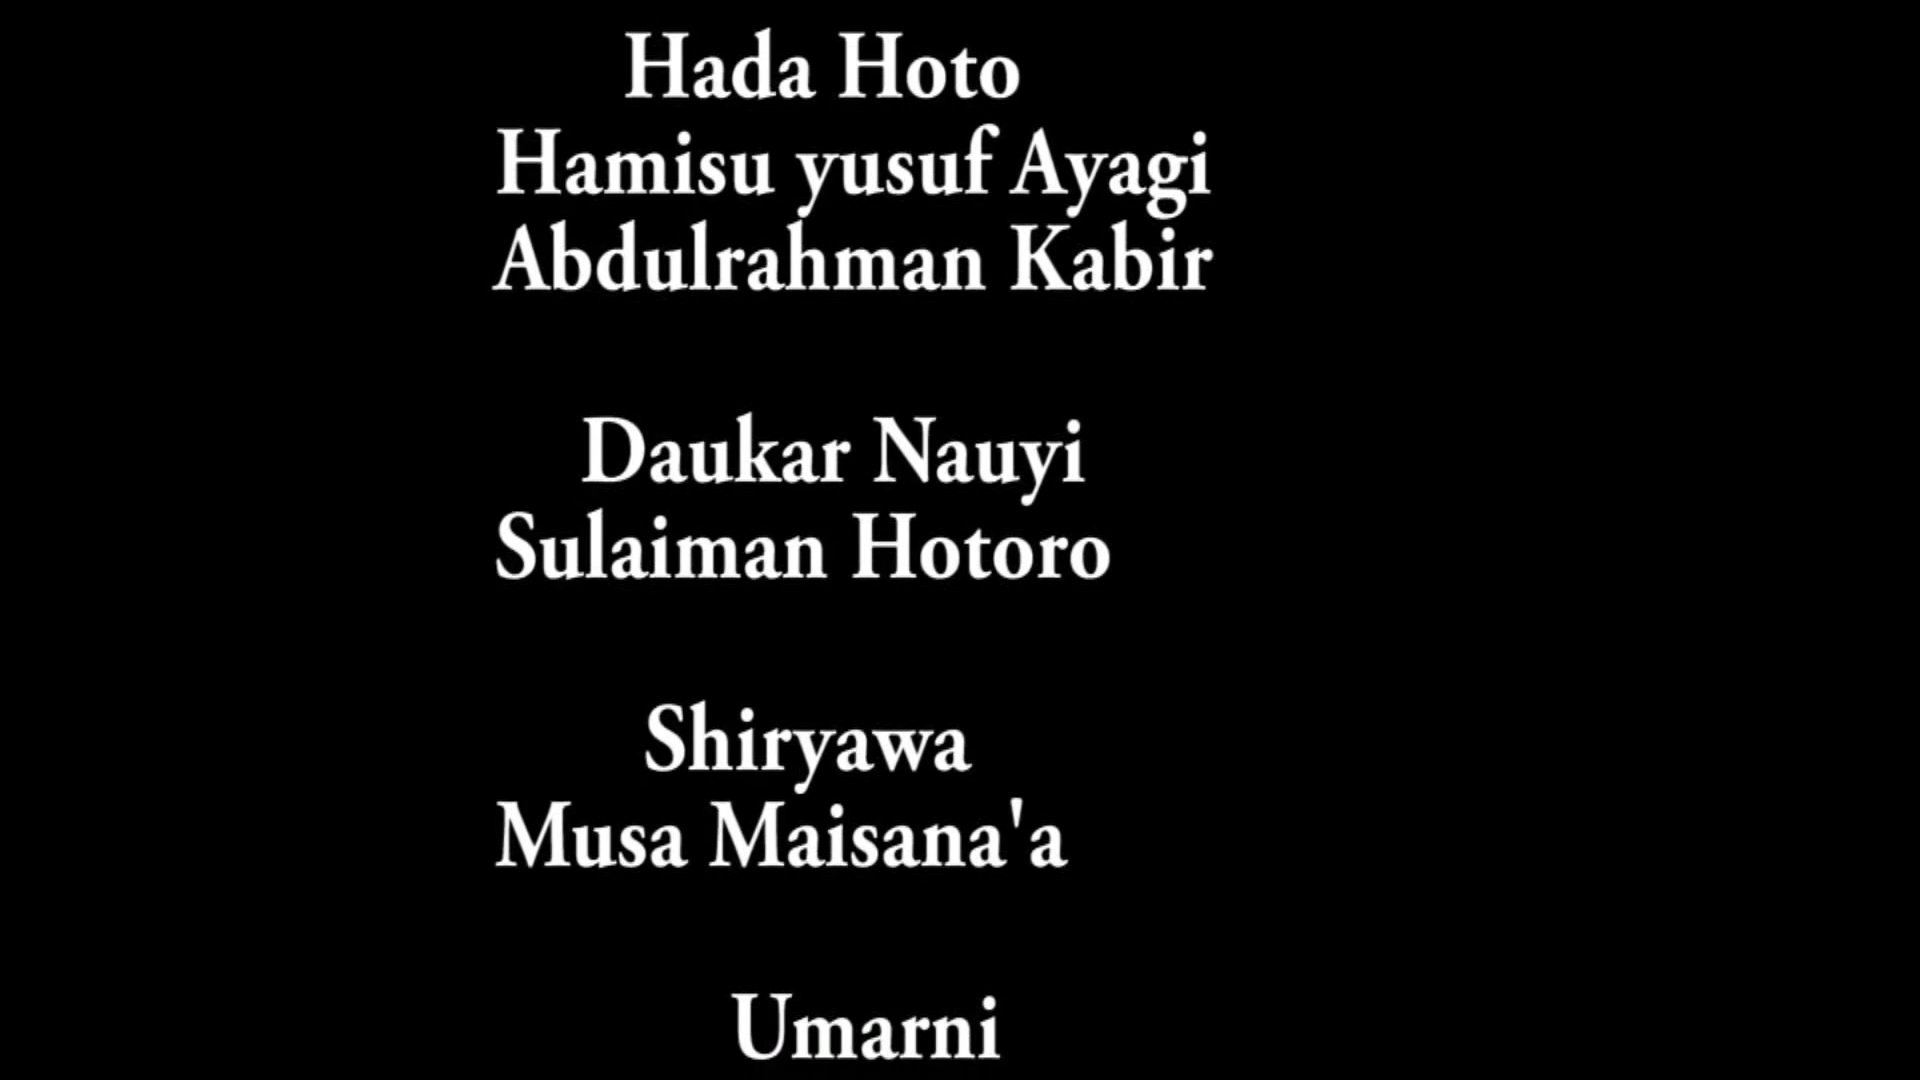 Hada Hoto
Hamisu yusuf Ayagi
Abdulrahman Kabir
Daukar Nauyi
Sulaiman Hotoro
Shiryawa
Musa Maisana'a
Umarni